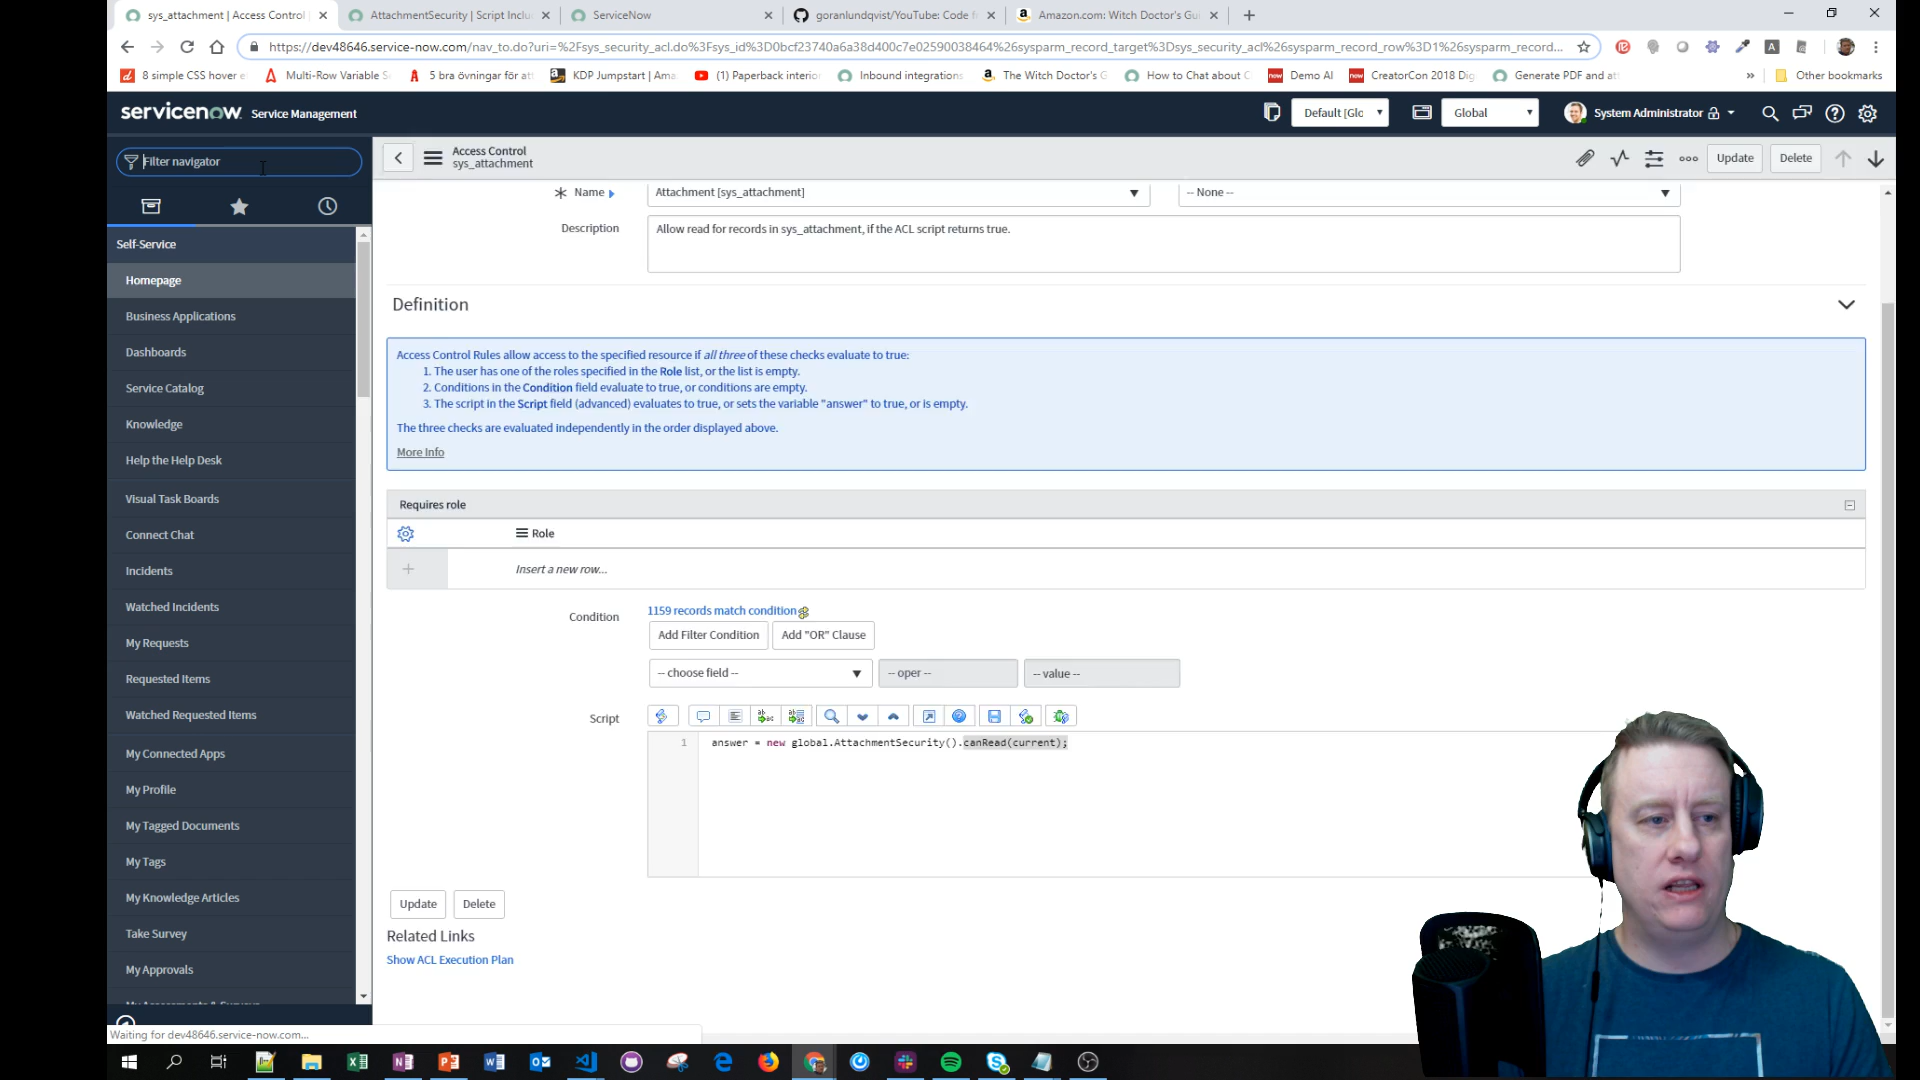 sys_attachment | Access Control
AttachmentSecurity | Script Inclu
ServiceNow
goranlundqvist/YouTube: Code f
Amazon.com: Witch Doctor's Gu
https://dev48646.service-now.com/nav_to.do?uri=%2Fsys_security_acl.do%3Fsys_id%3D0bcf23740a6a38d400c7e02590038464%26sysparm_record_target%3Dsys_security_acl%26sysparm_record_row%3D1%26sysparm_record...
8 simple CSS hover e
Multi-Row Variable S
5 bra övningar för at
KDP Jumpstart | Ama
(1) Paperback interio
Inbound integrations
The Witch Doctor's G
How to Chat about C
Demo AI
CreatorCon 2018 Dig
Generate PDF and at
»
Other bookmarks
servicenow Service Management
Default [Glo
Global
System Administrator
Filter navigator
Access Control
sys_attachment
Update
Delete
Self-Service
Homepage
Business Applications
Dashboards
Service Catalog
Knowledge
Help the Help Desk
Visual Task Boards
Connect Chat
Incidents
Watched Incidents
My Requests
Requested Items
Watched Requested Items
My Connected Apps
My Profile
My Tagged Documents
My Tags
My Knowledge Articles
Take Survey
My Approvals
Name
Attachment [sys_attachment]
-- None --
Description
Allow read for records in sys_attachment, if the ACL script returns true.
Definition
Access Control Rules allow access to the specified resource if all three of these checks evaluate to true:
1. The user has one of the roles specified in the Role list, or the list is empty.
2. Conditions in the Condition field evaluate to true, or conditions are empty.
3. The script in the Script field (advanced) evaluates to true, or sets the variable "answer" to true, or is empty.
The three checks are evaluated independently in the order displayed above.
More Info
Requires role
Role
Insert a new row...
Condition
1159 records match condition
Add Filter Condition
Add "OR" Clause
-- choose field --
-- oper --
-- value --
Script
1 answer = new global.AttachmentSecurity().canRead(current);
Update
Delete
Related Links
Show ACL Execution Plan
Waiting for dev48646.service-now.com...